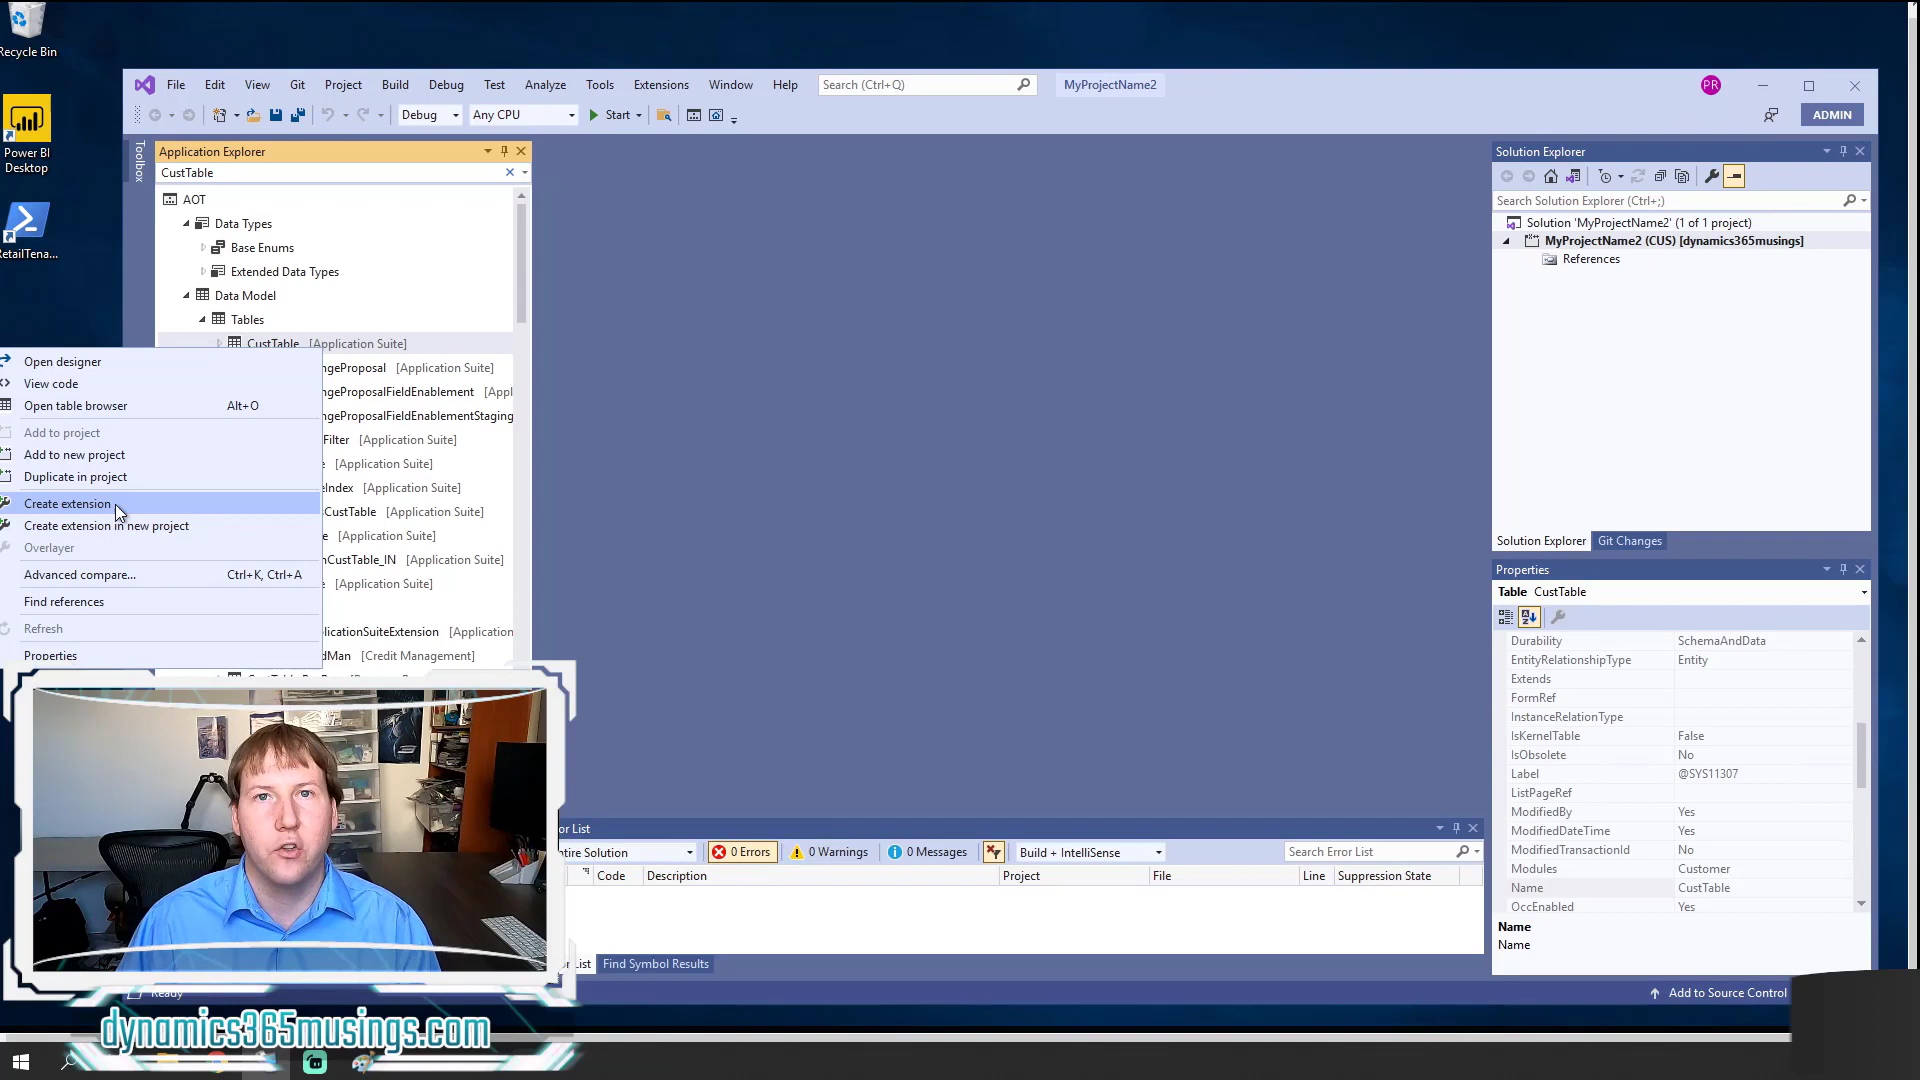 Recycle Bin
Power BI
Desktop
RetailTena...
File Edit View Git Project Build Debug Test Analyze Tools Extensions Window Help Search (Ctrl+Q) MyProjectName2 PR
Debug Any CPU Start ADMIN
Toolbox
Application Explorer
CustTable
AOT
Data Types
Base Enums
Extended Data Types
Data Model
Tables
CustTable [Application Suite]
ngeProposal [Application Suite]
ngeProposalFieldEnablement [Appl
ngeProposalFieldEnablementStaging
Filter [Application Suite]
e [Application Suite]
eIndex [Application Suite]
sCustTable [Application Suite]
e [Application Suite]
nCustTable_IN [Application Suite]
e [Application Suite]
licationSuiteExtension [Application
dMan [Credit Management]
Open designer
View code
Open table browser Alt+O
Add to project
Add to new project
Duplicate in project
Create extension
Create extension in new project
Overlayer
Advanced compare... Ctrl+K, Ctrl+A
Find references
Refresh
Properties
Solution Explorer
Search Solution Explorer (Ctrl+;)
Solution 'MyProjectName2' (1 of 1 project)
MyProjectName2 (CUS) [dynamics365musings]
References
Solution Explorer Git Changes
Properties
Table CustTable
Durability SchemaAndData
EntityRelationshipType Entity
Extends
FormRef
InstanceRelationType
IsKernelTable False
IsObsolete No
Label @SYS11307
ListPageRef
ModifiedBy Yes
ModifiedDateTime Yes
ModifiedTransactionId No
Modules Customer
Name CustTable
OccEnabled Yes
Name
Name
or List
ntire Solution 0 Errors 0 Warnings 0 Messages Build + IntelliSense Search Error List
Code Description Project File Line Suppression State
or List Find Symbol Results
Ready Add to Source Control
dynamics365musings.com